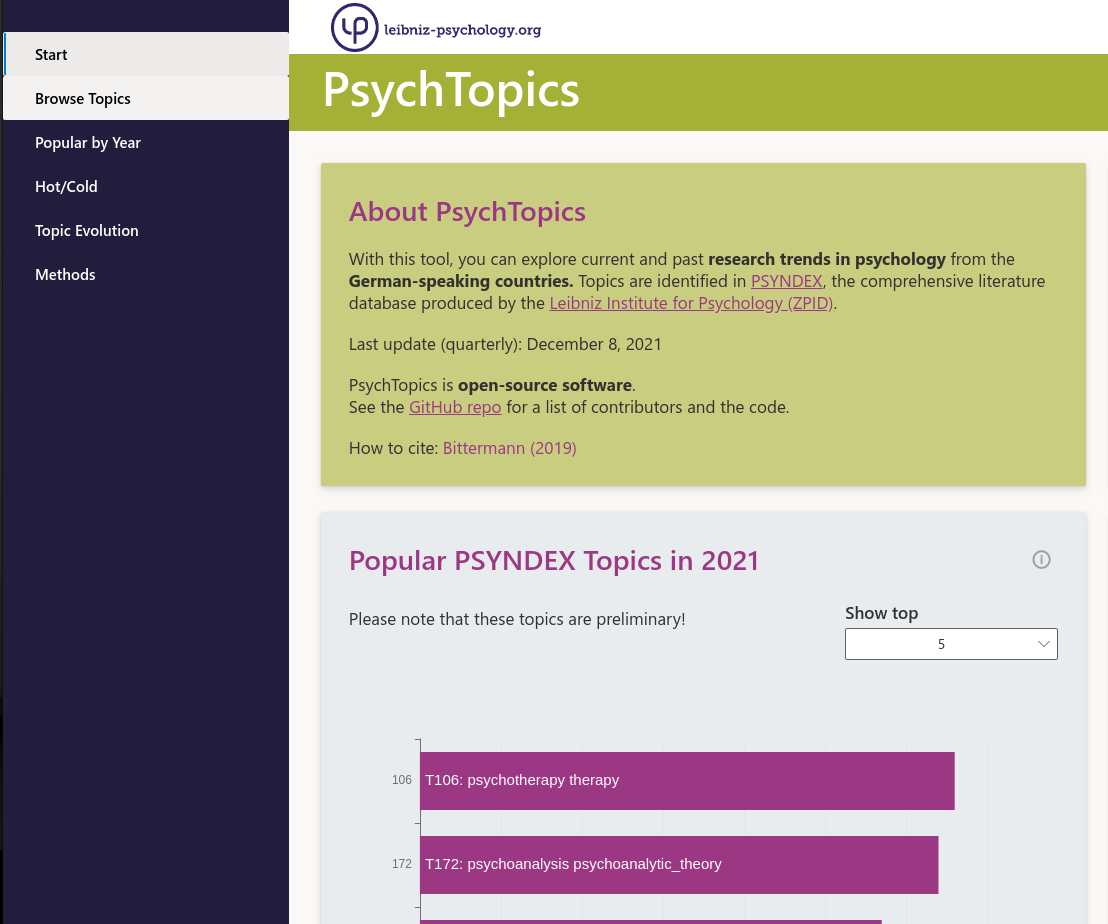 Start
Browse Topics
Popular by Year
Hot/Cold
Topic Evolution
Methods
leibniz-psychology.org
PsychTopics
About PsychTopics
With this tool, you can explore current and past research trends in psychology from the
German-speaking countries. Topics are identified in PSYNDEX, the comprehensive literature
database produced by the Leibniz Institute for Psychology (ZPID).
Last update (quarterly): December 8, 2021
PsychTopics is open-source software.
See the GitHub repo for a list of contributors and the code.
How to cite: Bittermann (2019)
Popular PSYNDEX Topics in 2021
Please note that these topics are preliminary!
Show top
5
106
T106: psychotherapy therapy
172
T172: psychoanalysis psychoanalytic_theory